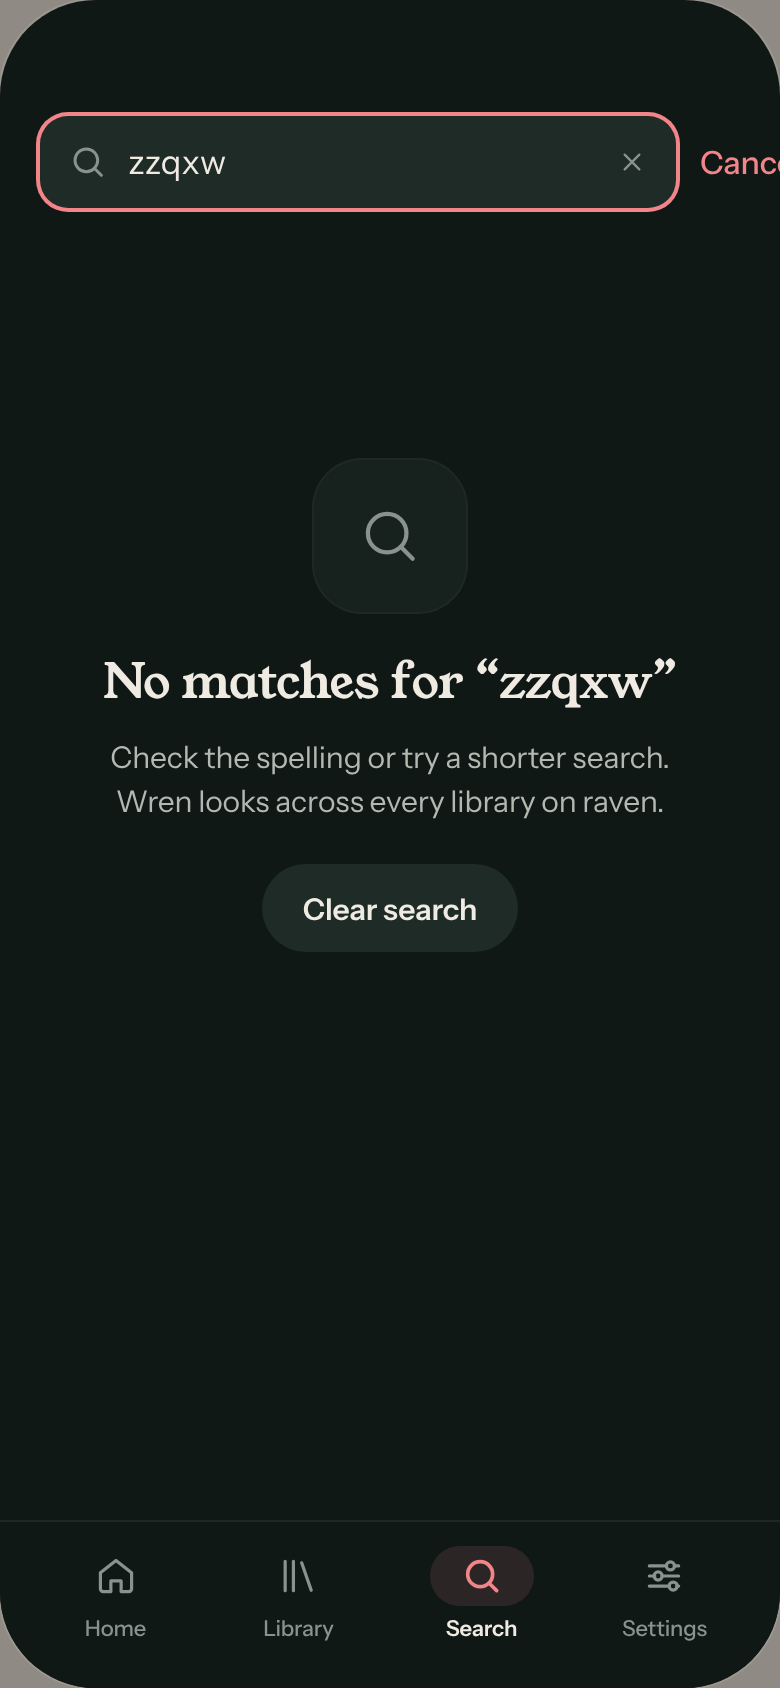 zzqxw
Canc
No matches for “zzqxw”
Check the spelling or try a shorter search.
Wren looks across every library on raven.
Clear search
Home
Library
Search
Settings